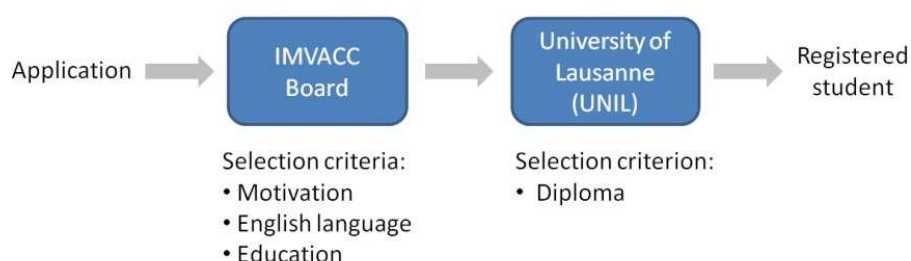 Application
IMVACC
Board
University of
Lausanne
(UNIL)
Registered
student
Selection criteria:
• Motivation
• English language
• Education
Selection criterion:
• Diploma